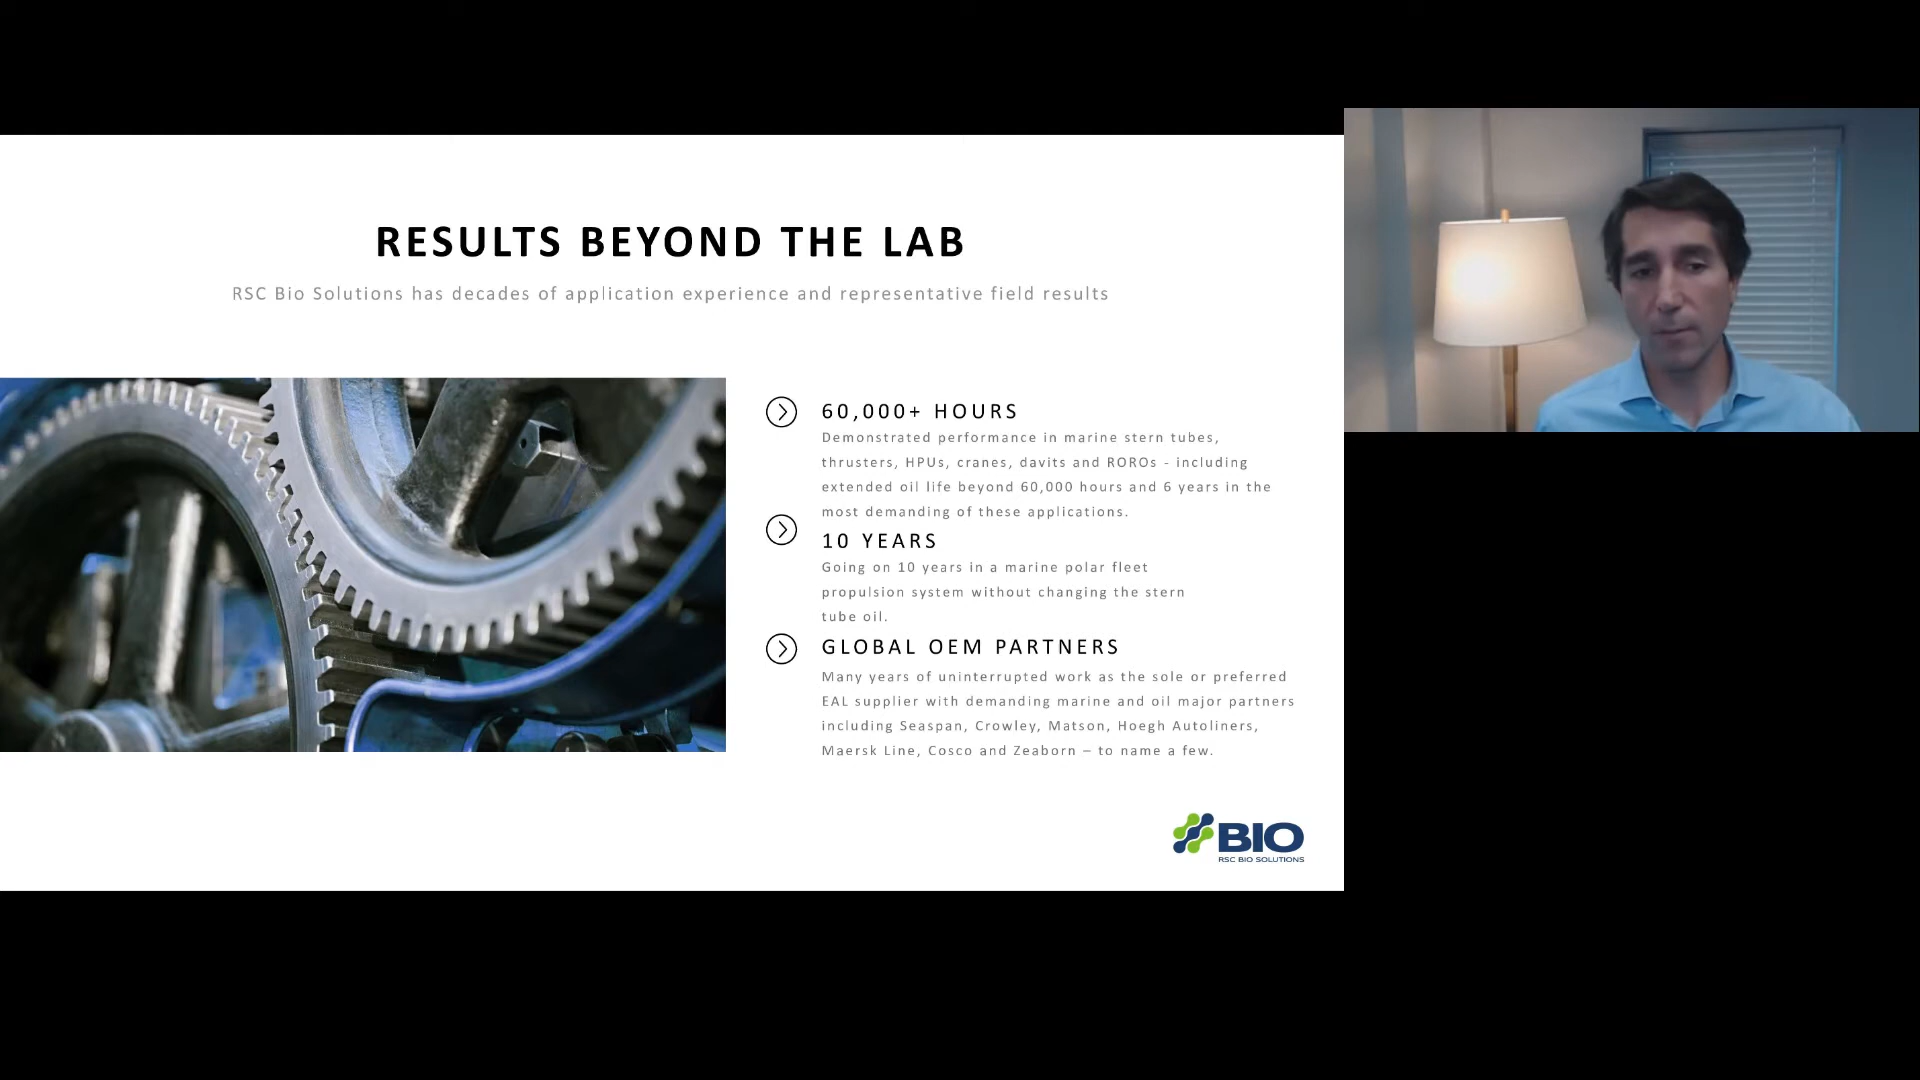 RESULTS BEYOND THE LAB
RSC Bio Solutions has decades of application experience and representative field results
60,000+ HOURS
Demonstrated performance in marine stern tubes,
thrusters, HPUs, cranes, davits and ROROs - including
extended oil life beyond 60,000 hours and 6 years in the
most demanding of these applications.
10 YEARS
Going on 10 years in a marine polar fleet
propulsion system without changing the stern
tube oil.
GLOBAL OEM PARTNERS
Many years of uninterrupted work as the sole or preferred
EAL supplier with demanding marine and oil major partners
including Seaspan, Crowley, Matson, Hoegh Autoliners,
Maersk Line, Cosco and Zeaborn – to name a few.
BIO
RSC BIO SOLUTIONS